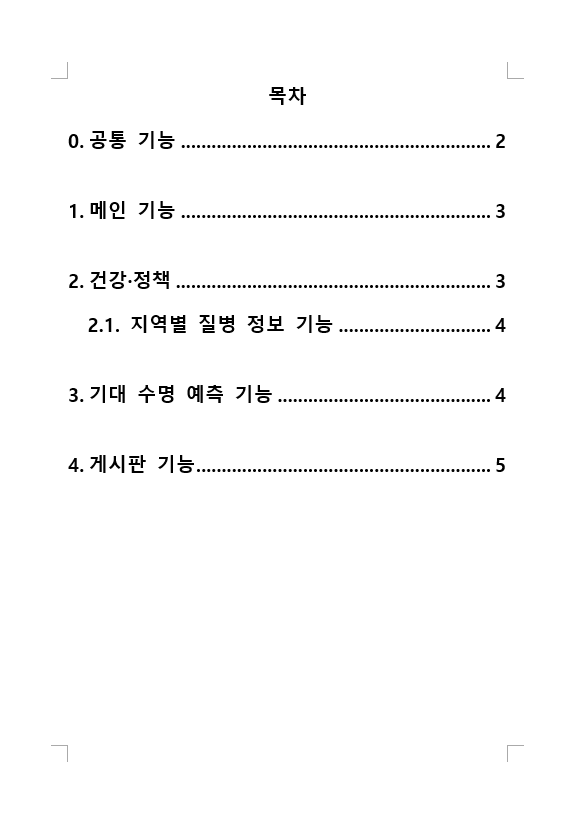 목차
0. 공통 기능 ............................................................. 2
1. 메인 기능 ............................................................. 3
2. 건강·정책 .............................................................. 3
2.1. 지역별 질병 정보 기능 .............................. 4
3. 기대 수명 예측 기능 .......................................... 4
4. 게시판 기능.......................................................... 5